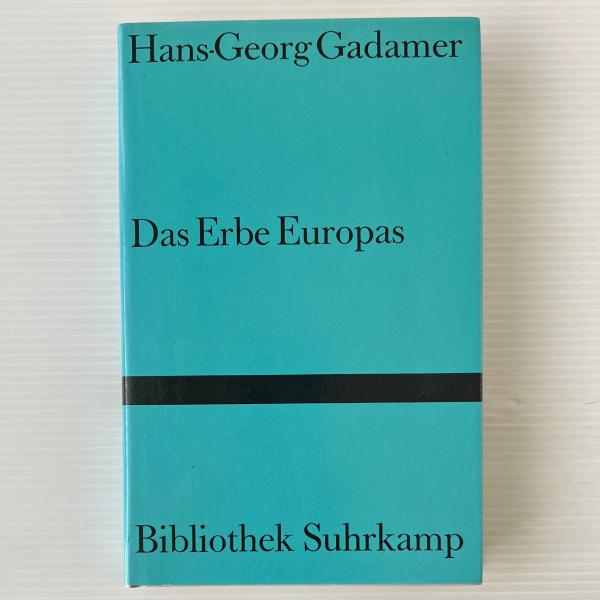 Hans-Georg Gadamer
Das Erbe Europas
Bibliothek Suhrkamp